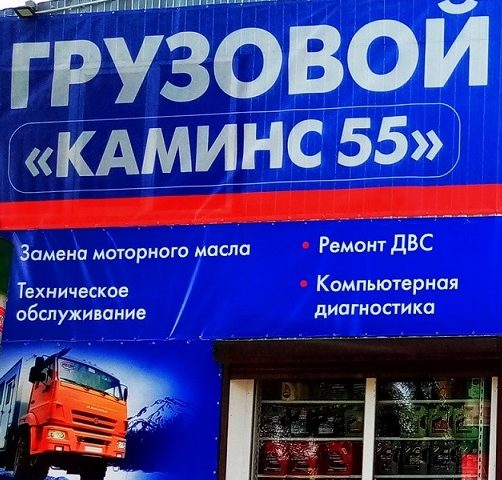 ГРУЗОВОЙ
«КАМИНС 55»
Замена моторного масла
Техническое
обслуживание
• Ремонт ДВС
• Компьютерная
диагностика